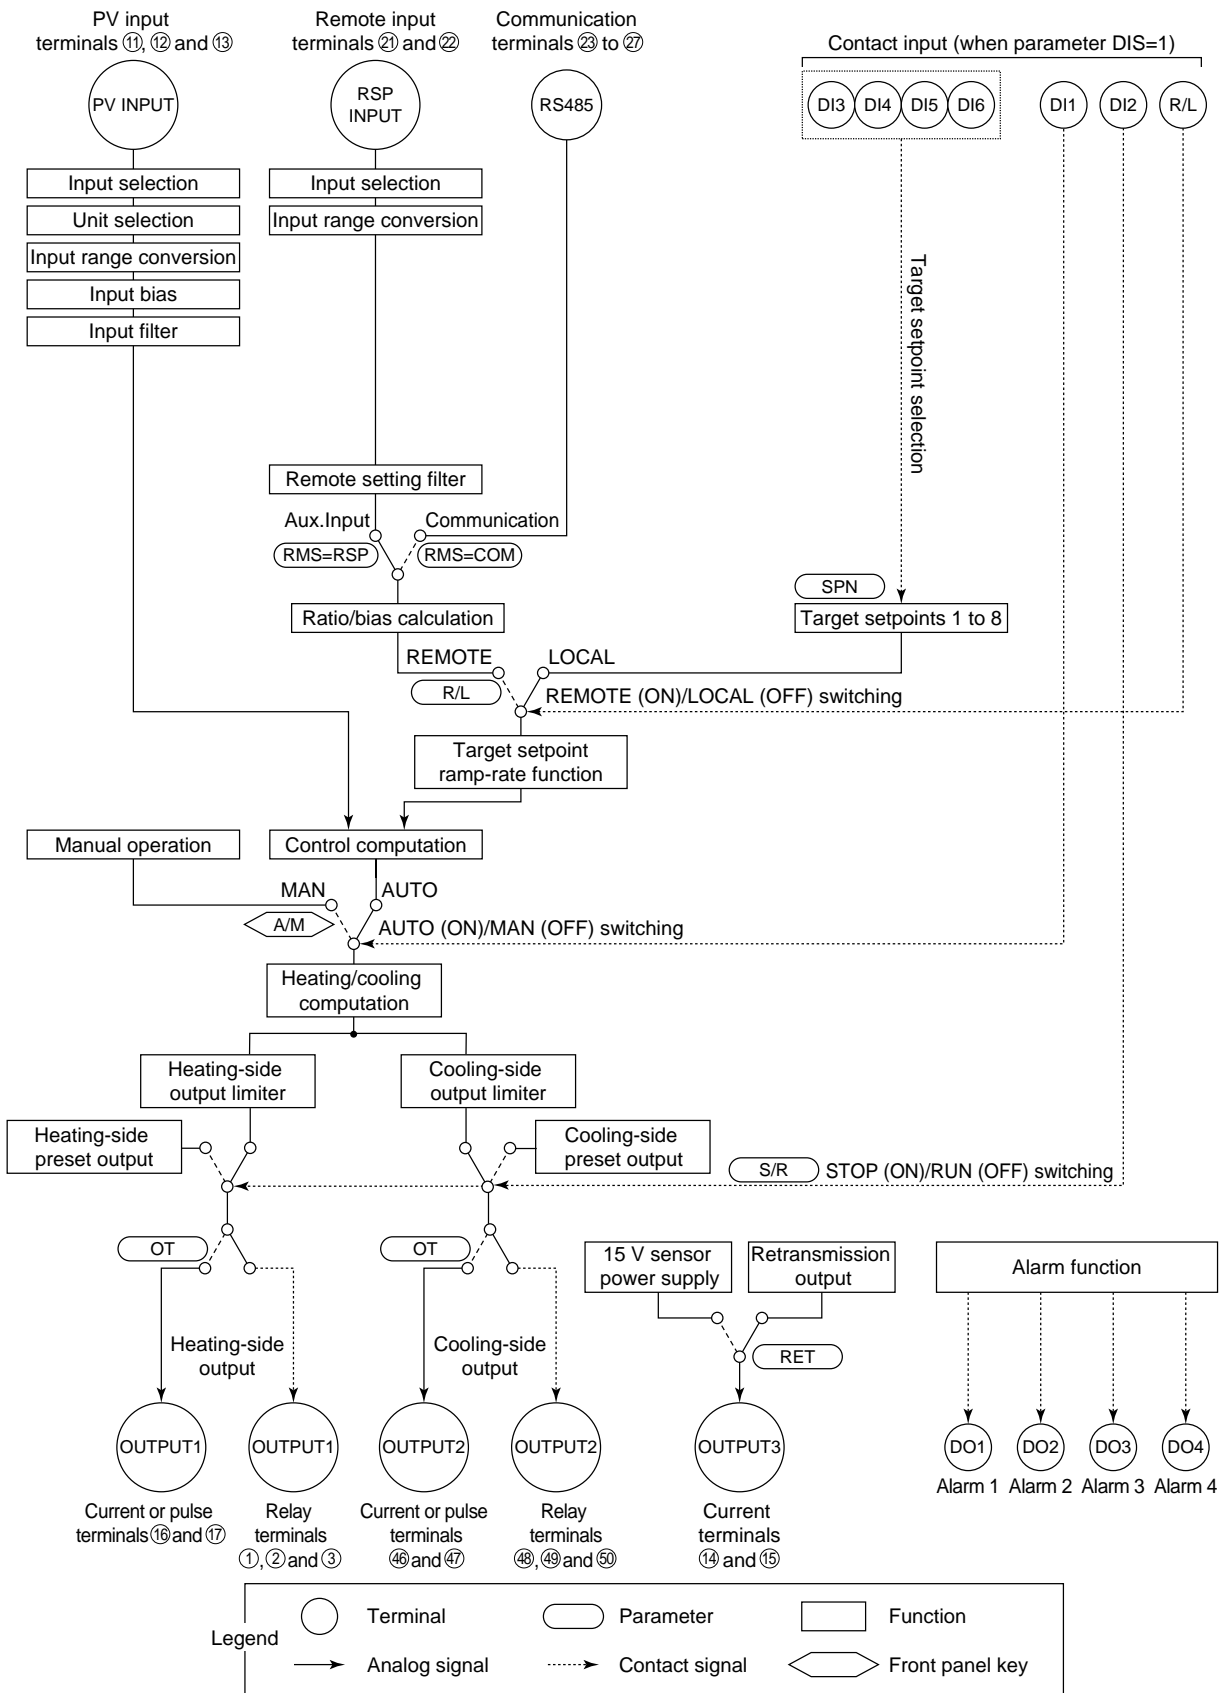 PV input
terminals ⑪, ⑫ and ⑬
Remote input
terminals ㉑ and ㉒
Communication
terminals ㉓ to ㉗
Contact input (when parameter DIS=1)
PV INPUT
RSP
INPUT
RS485
DI3
DI4
DI5
DI6
DI1
DI2
R/L
Input selection
Unit selection
Input range conversion
Input bias
Input filter
Input selection
Input range conversion
Target setpoint selection
Remote setting filter
Aux.Input
Communication
RMS=RSP
RMS=COM
SPN
Ratio/bias calculation
Target setpoints 1 to 8
REMOTE
LOCAL
R/L
REMOTE (ON)/LOCAL (OFF) switching
Target setpoint
ramp-rate function
Manual operation
Control computation
MAN
AUTO
A/M
AUTO (ON)/MAN (OFF) switching
Heating/cooling
computation
Heating-side
output limiter
Cooling-side
output limiter
Heating-side
preset output
Cooling-side
preset output
S/R
STOP (ON)/RUN (OFF) switching
OT
OT
15 V sensor
power supply
Retransmission
output
Alarm function
Heating-side
output
Cooling-side
output
RET
OUTPUT1
OUTPUT1
OUTPUT2
OUTPUT2
OUTPUT3
DO1
DO2
DO3
DO4
Alarm 1
Alarm 2
Alarm 3
Alarm 4
Current or pulse
terminals ⑯ and ⑰
Relay
terminals
①, ② and ③
Current or pulse
terminals
㊻ and ㊼
Relay
terminals
㊽, ㊾ and ㊿
Current
terminals
⑭ and ⑮
Legend
Terminal
Parameter
Function
Analog signal
Contact signal
Front panel key